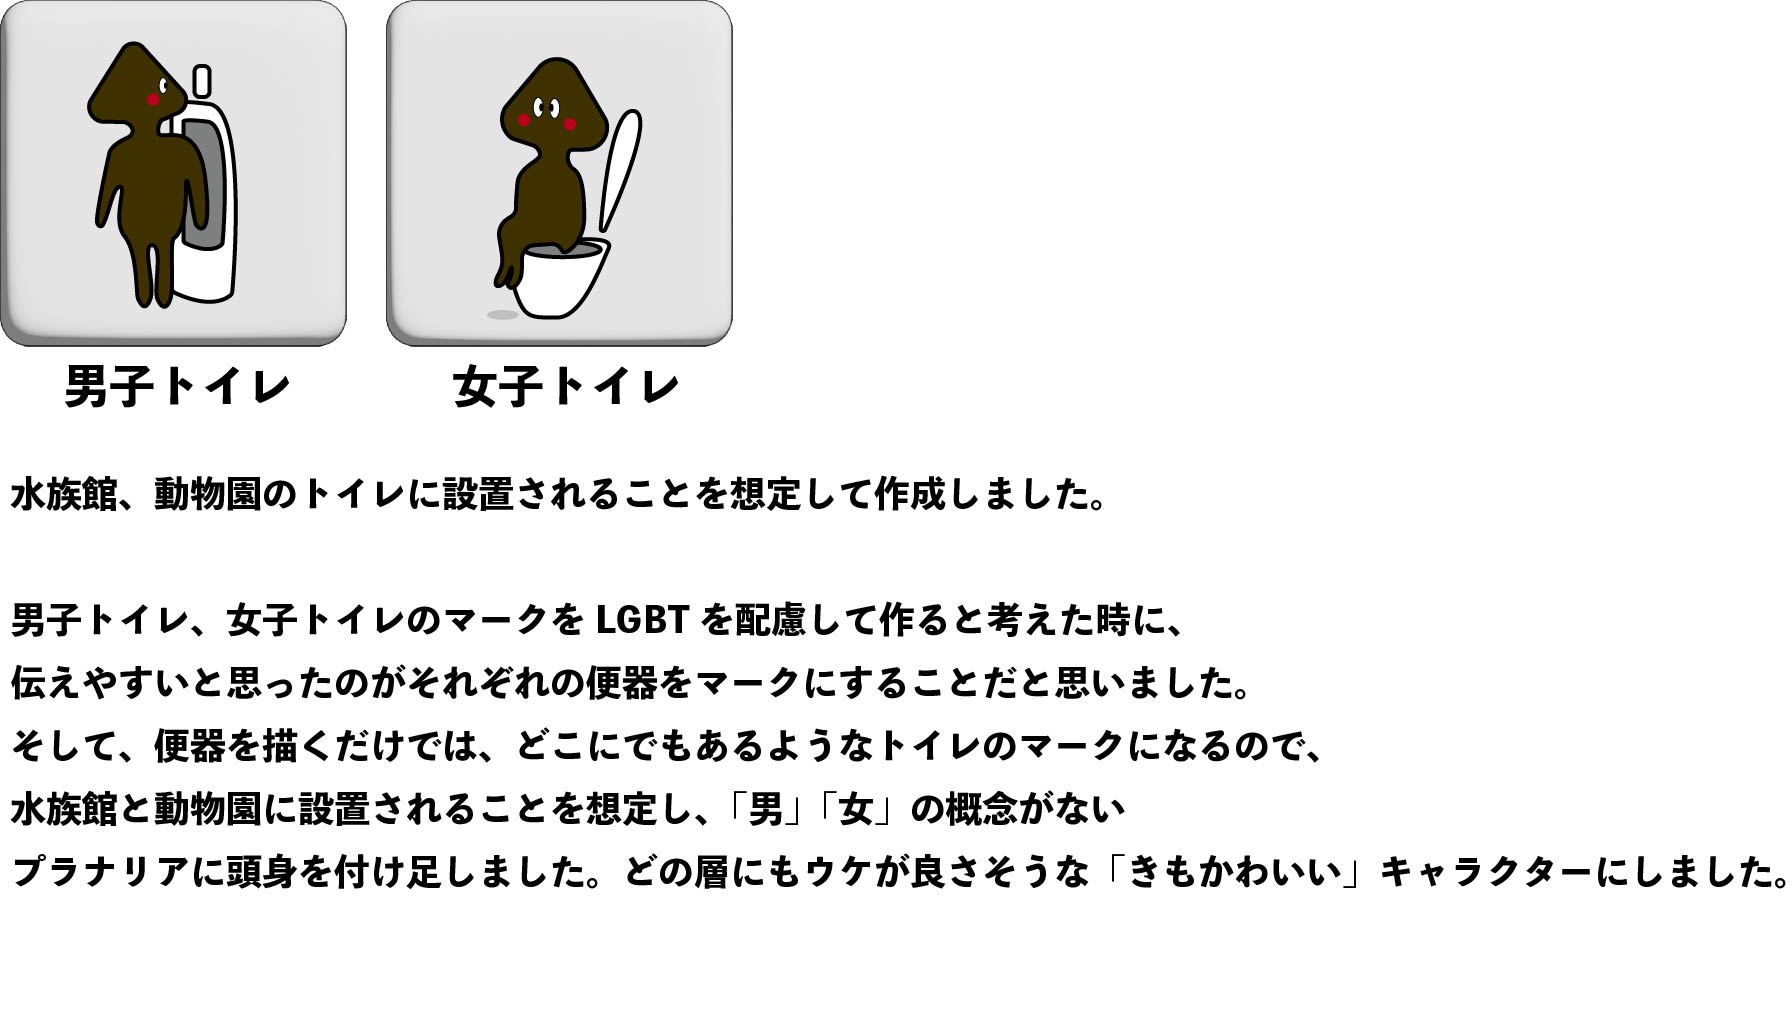 男子トイレ
女子トイレ
水族館、動物園のトイレに設置されることを想定して作成しました。
男子トイレ、女子トイレのマークを LGBT を配慮して作ると考えた時に、
伝えやすいと思ったのがそれぞれの便器をマークにすることだと思いました。
そして、便器を描くだけでは、どこにでもあるようなトイレのマークになるので、
水族館と動物園に設置されることを想定し、「男」「女」の概念がない
プラナリアに頭身を付け足しました。どの層にもウケが良さそうな「きもかわいい」キャラクターにしました。